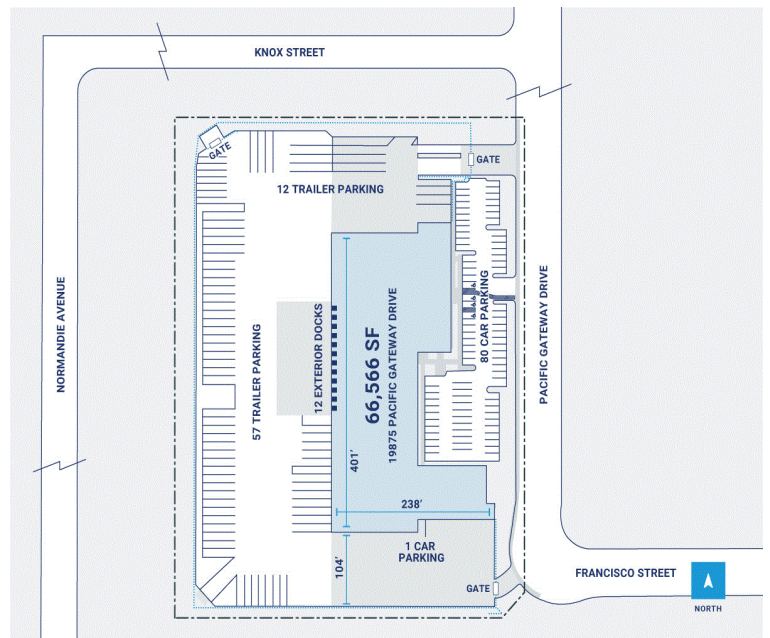 KNOX STREET
GATE
GATE
12 TRAILER PARKING
NORMANDIE AVENUE
57 TRAILER PARKING
12 EXTERIOR DOCKS
66,566 SF
19875 PACIFIC GATEWAY DRIVE
80 CAR PARKING
PACIFIC GATEWAY DRIVE
401'
238'
104'
1 CAR
PARKING
GATE
FRANCISCO STREET
NORTH